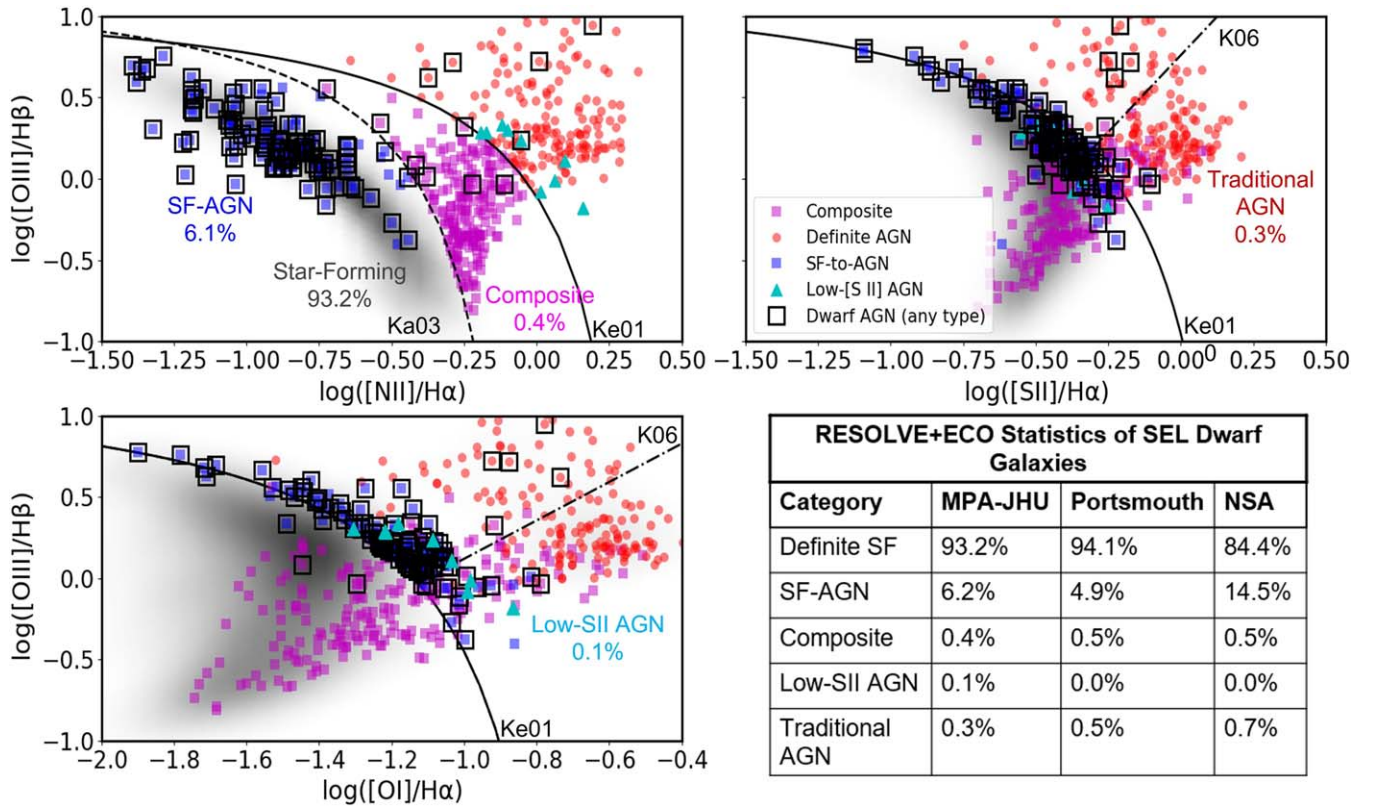 1.0
0.5
0.0
−0.5
−1.0
log([OIII]/Hβ)
SF-AGN
6.1%
Star-Forming
93.2%
Composite
0.4%
Ka03
Ke01
−1.50 −1.25 −1.00 −0.75 −0.50 −0.25 0.00 0.25 0.50
log([NII]/Hα)
K06
Traditional
AGN
0.3%
Composite
Definite AGN
SF-to-AGN
Low-[S II] AGN
Dwarf AGN (any type)
Ke01
0
−1.50 −1.25 −1.00 −0.75 −0.50 −0.25 0.00 0.25 0.50
log([SII]/Hα)
1.0
0.5
0.0
−0.5
−1.0
log([OIII]/Hβ)
K06
Low-SII AGN
0.1%
Ke01
−2.0 −1.8 −1.6 −1.4 −1.2 −1.0 −0.8 −0.6 −0.4
log([OI]/Hα)
RESOLVE+ECO Statistics of SEL Dwarf
Galaxies
Category MPA-JHU Portsmouth NSA
Definite SF 93.2% 94.1% 84.4%
SF-AGN 6.2% 4.9% 14.5%
Composite 0.4% 0.5% 0.5%
Low-SII AGN 0.1% 0.0% 0.0%
Traditional 0.3% 0.5% 0.7%
AGN